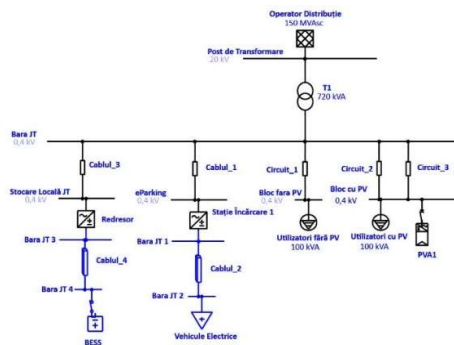 Operator Distribuție
150 MVAsc
Post de Transformare
20 kV
T1
720 kVA
Bara JT
0,4 kV
Cablul_3
Cablul_1
Circuit_1
Circuit_2
Circuit_3
Stocare Locală JT
0,4 kV
eParking
0,4 kV
Bloc fara PV
0,4 kV
Bloc cu PV
0,4 kV
Redresor
Stație Încărcare 1
Utilizatori fără PV
100 kVA
Utilizatori cu PV
100 kVA
PVA1
Bara JT 3
Bara JT 1
Cablul_4
Cablul_2
Bara JT 4
Bara JT 2
BESS
Vehicule Electrice